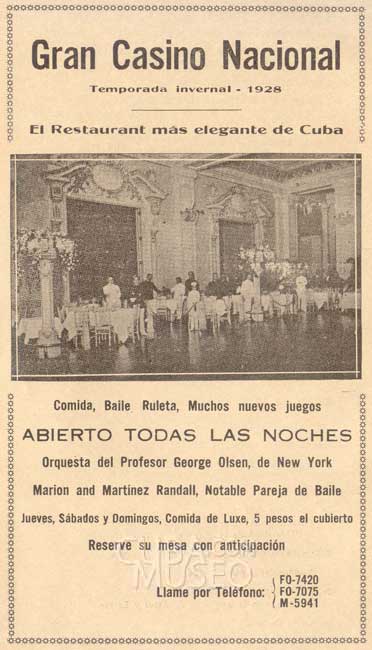 Gran Casino Nacional
Temporada invernal - 1928
El Restaurant más elegante de Cuba
Comida, Baile Ruleta, Muchos nuevos juegos
ABIERTO TODAS LAS NOCHES
Orquesta del Profesor George Olsen, de New York
Marion and Martínez Randall, Notable Pareja de Baile
Jueves, Sábados y Domingos, Comida de Luxe, 5 pesos el cubierto
Reserve su mesa con anticipación
MUSEO
Llame por Teléfono:
FO-7420
FO-7075
M-5941